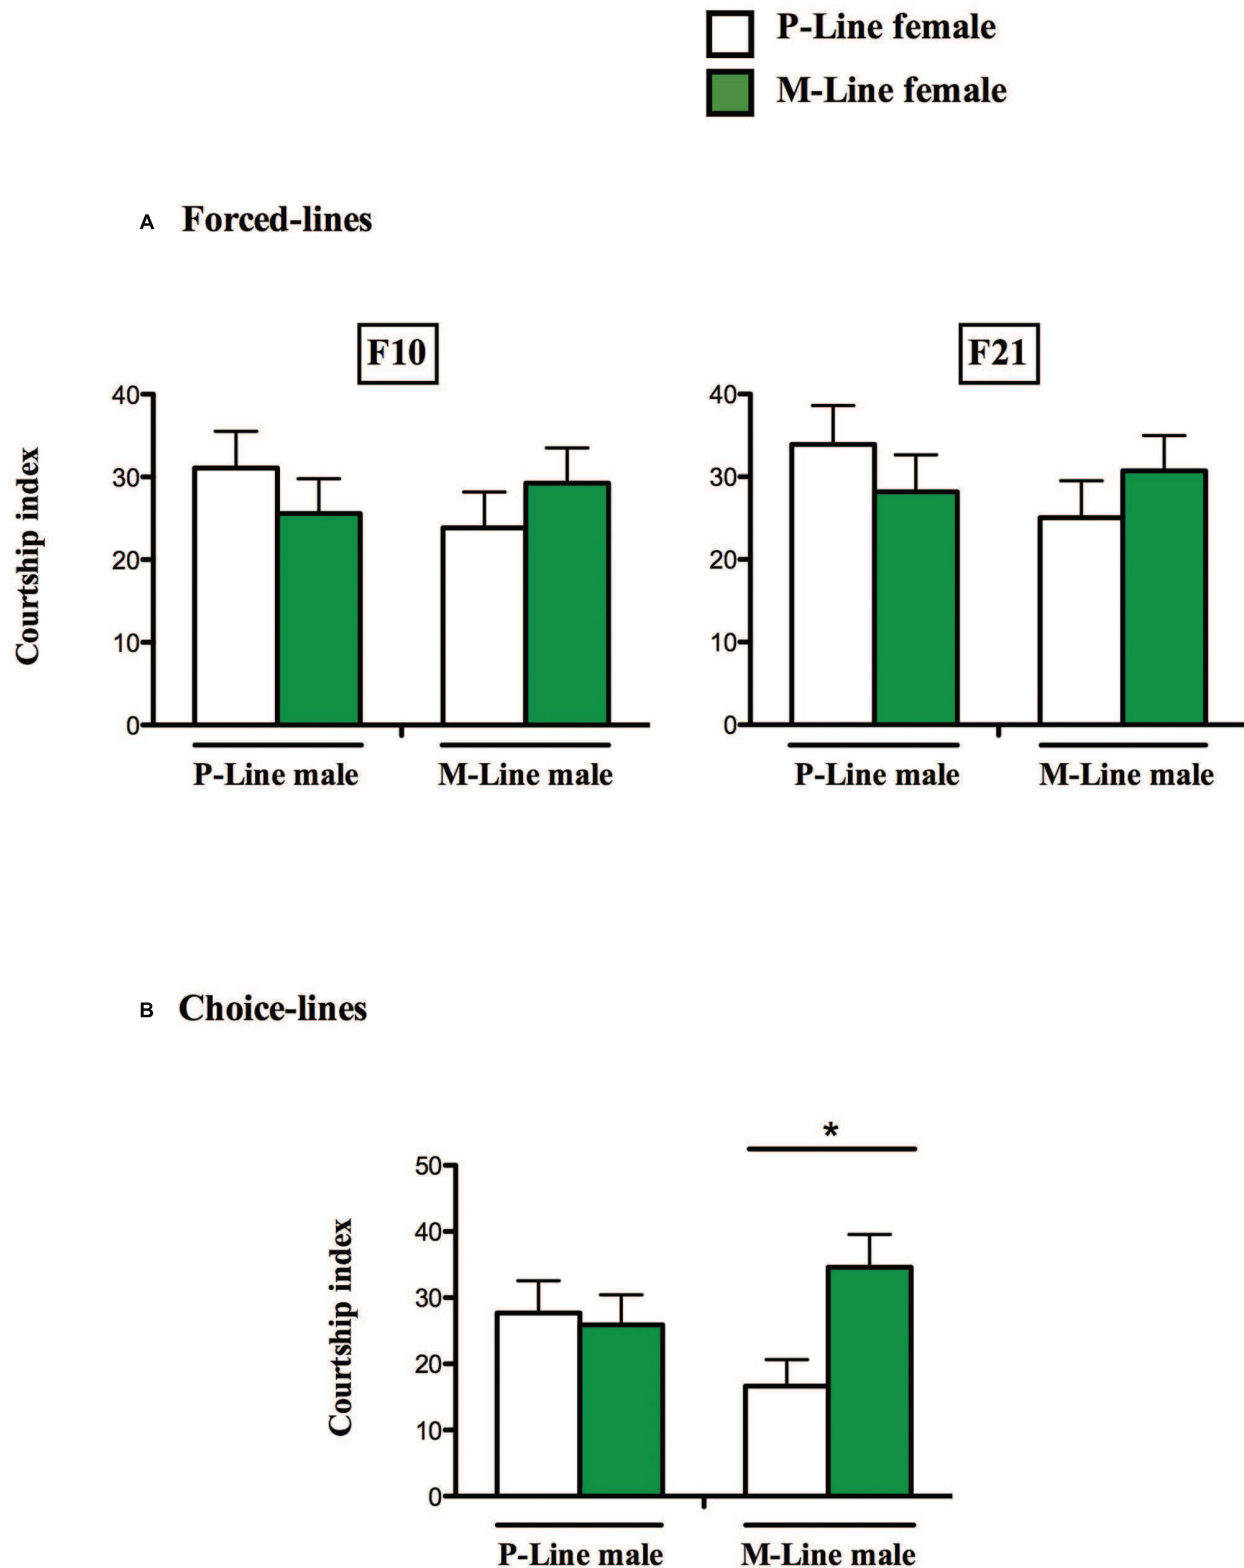 P-Line female
M-Line female
A Forced-lines
F10
F21
Courtship index
40
30
20
10
0
P-Line male
M-Line male
40
30
20
10
0
P-Line male
M-Line male
B Choice-lines
*
Courtship index
50
40
30
20
10
0
P-Line male
M-Line male